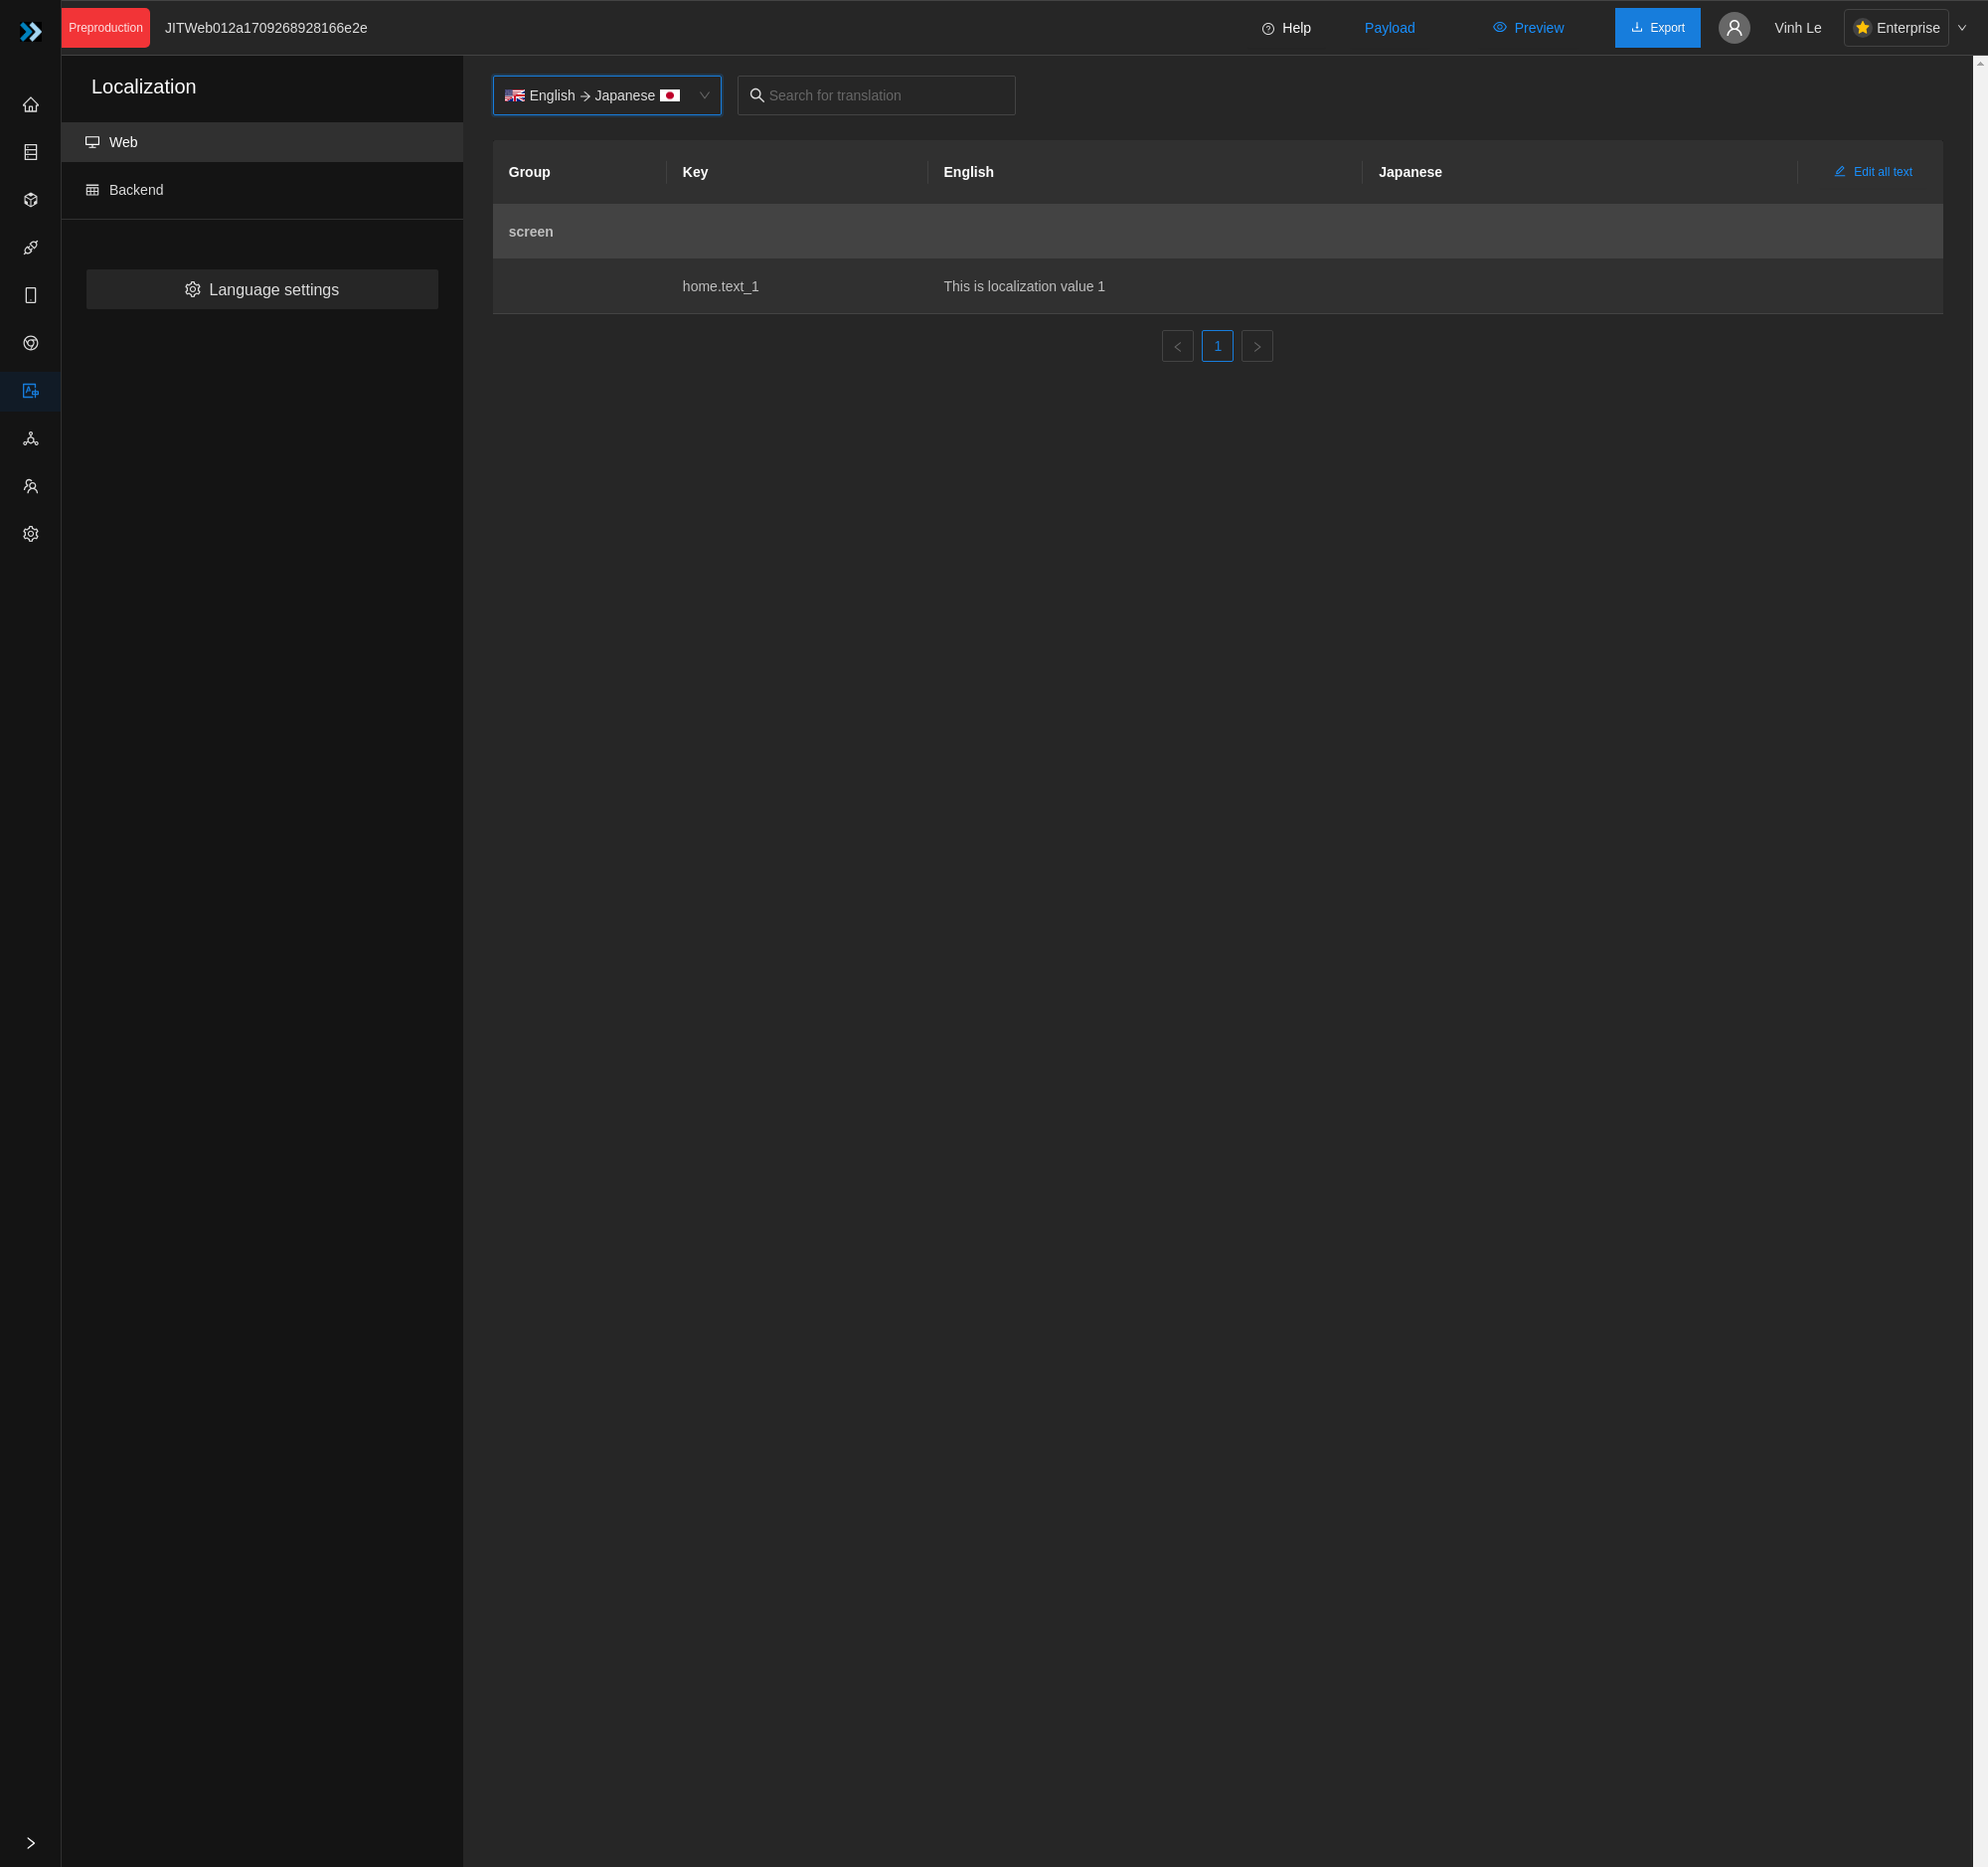 Preproduction
JITWeb012a1709268928166e2e
Help
Payload
Preview
Export
Vinh Le
Enterprise
Localization
Web
Backend
Language settings
English → Japanese
Search for translation
Group Key English Japanese Edit all text
screen
home.text_1 This is localization value 1
1